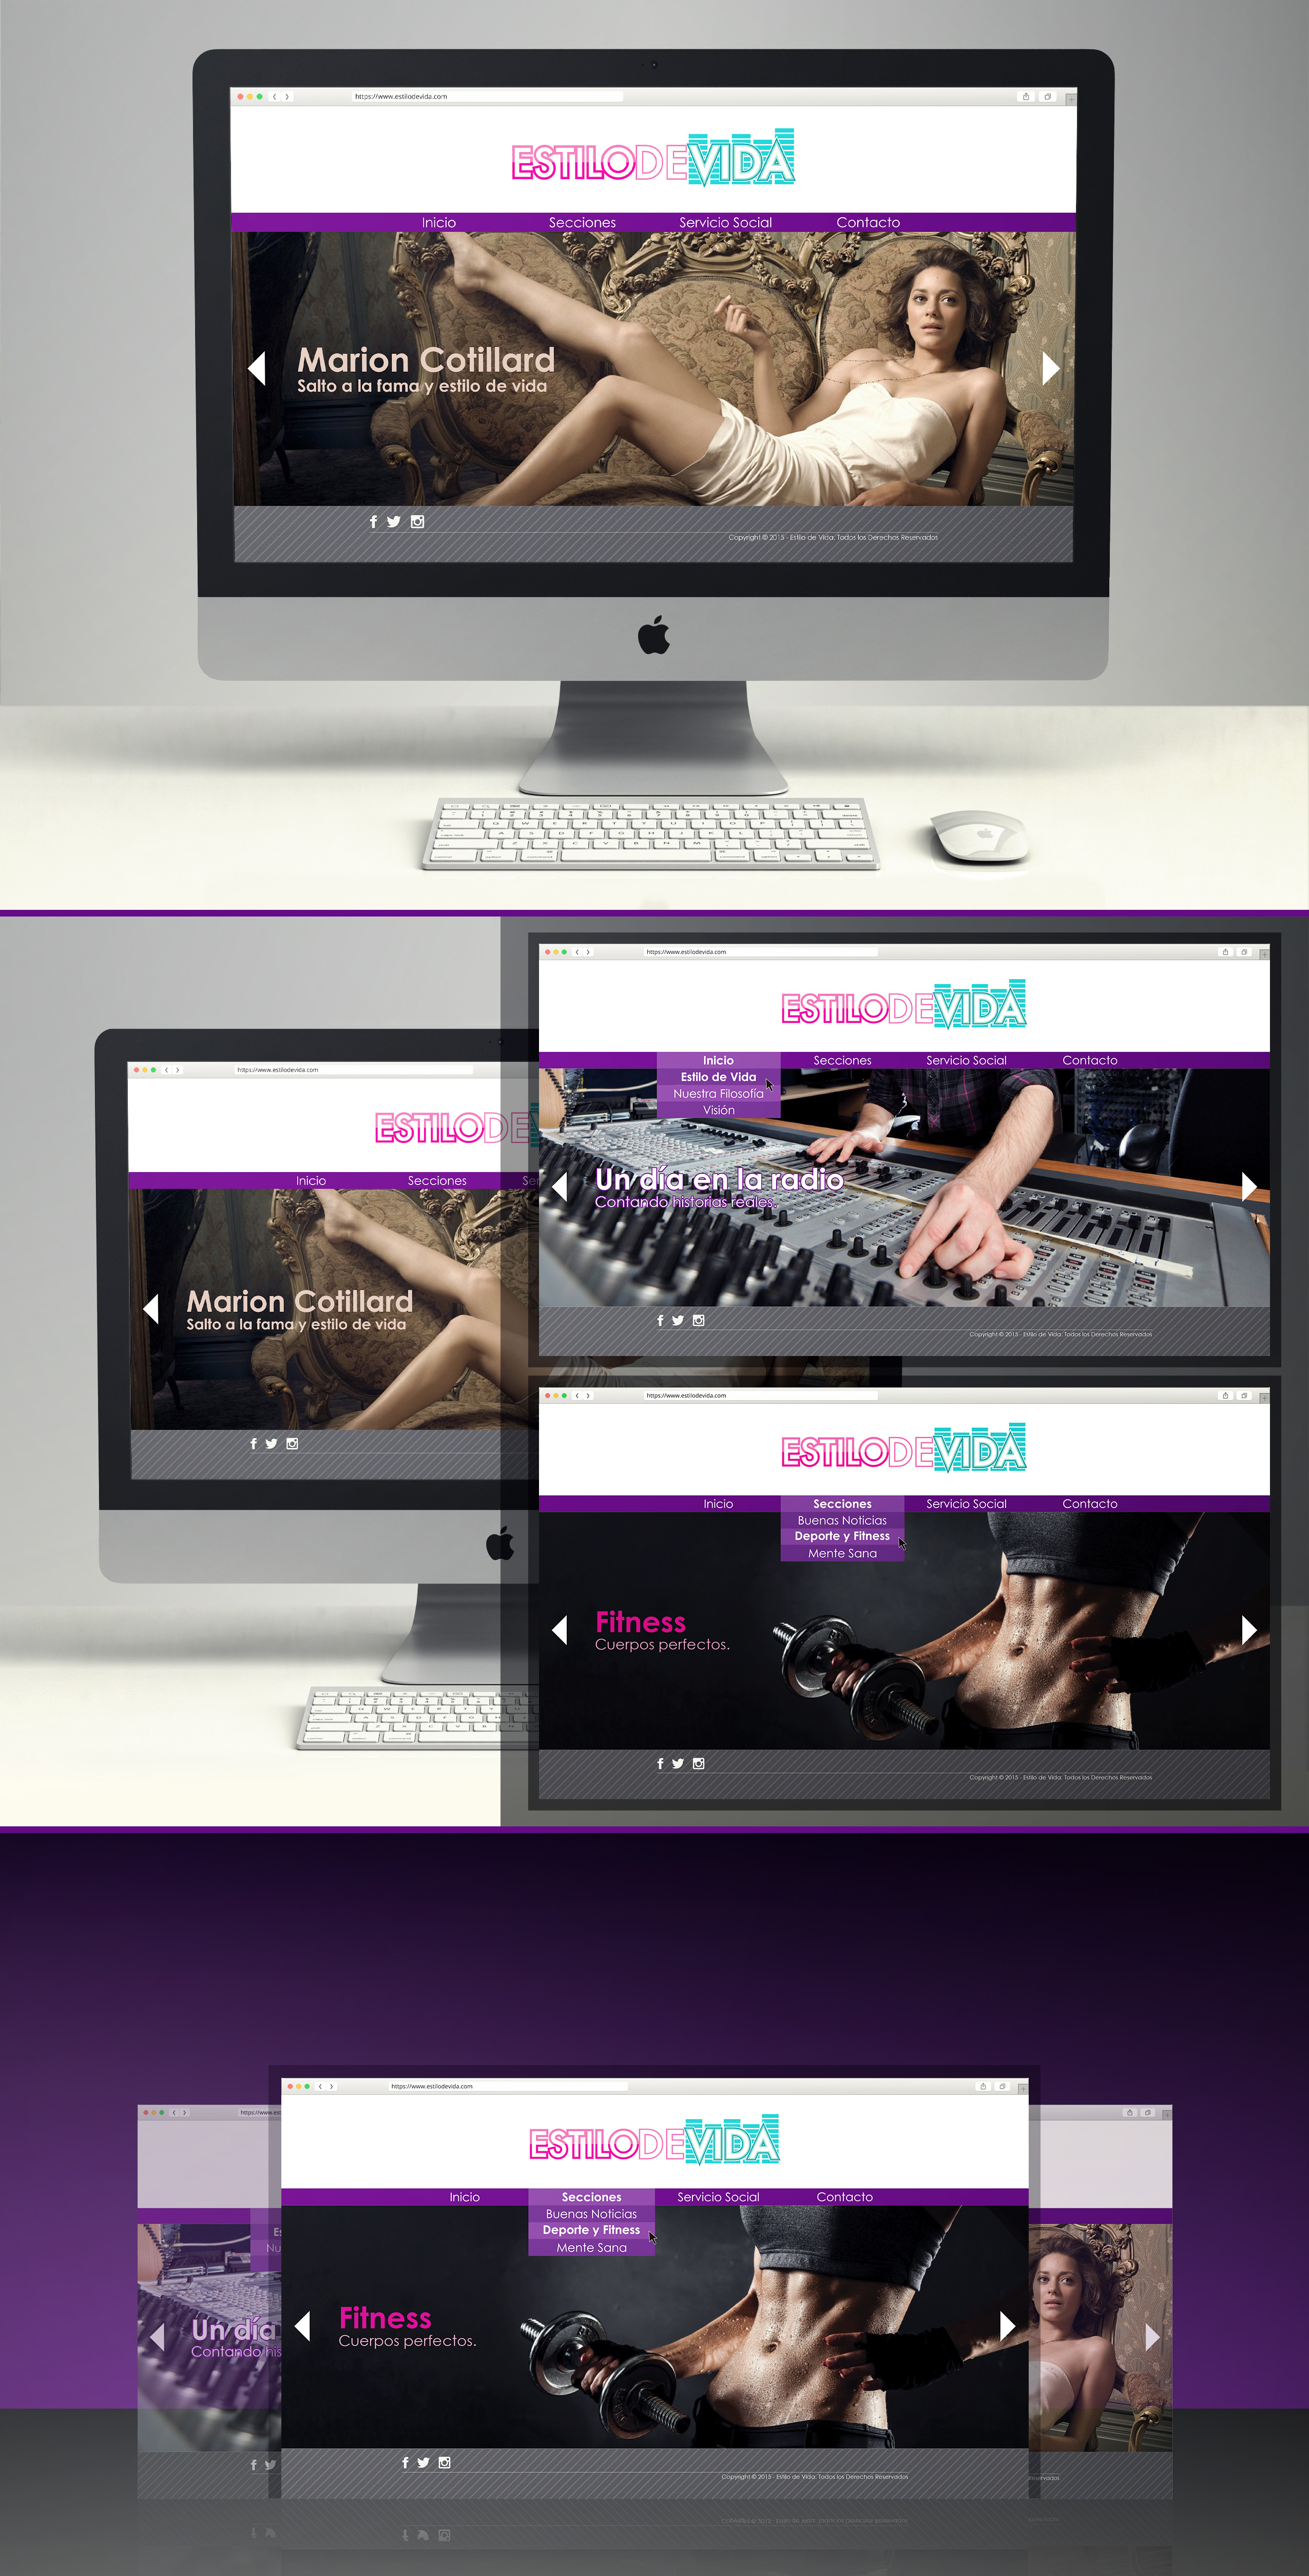 https://www.estilodevida.com
ESTILODEVIDA
Inicio Secciones Servicio Social Contacto
Marion Cotillard
Salto a la fama y estilo de vida
Copyright © 2015 - Estilo de Vida. Todos los Derechos Reservados
https://www.estilodevida.com
ESTILODEV
Inicio Secciones Ser
Marion Cotillard
Salto a la fama y estilo de vida
https://www.estilodevida.com
ESTILODEVIDA
Inicio Secciones Servicio Social Contacto
Estilo de Vida
Nuestra Filosofía
Visión
Un día en la radio
Contando historias reales.
Copyright © 2015 - Estilo de Vida. Todos los Derechos Reservados
https://www.estilodevida.com
ESTILODEVIDA
Inicio Secciones Servicio Social Contacto
Buenas Noticias
Deporte y Fitness
Mente Sana
Fitness
Cuerpos perfectos.
Copyright © 2015 - Estilo de Vida. Todos los Derechos Reservados
https://www.est
Es
Nu
Un día
Contando his
https://www.estilodevida.com
ESTILODEVIDA
Inicio Secciones Servicio Social Contacto
Buenas Noticias
Deporte y Fitness
Mente Sana
Fitness
Cuerpos perfectos.
Copyright © 2015 - Estilo de Vida. Todos los Derechos Reservados